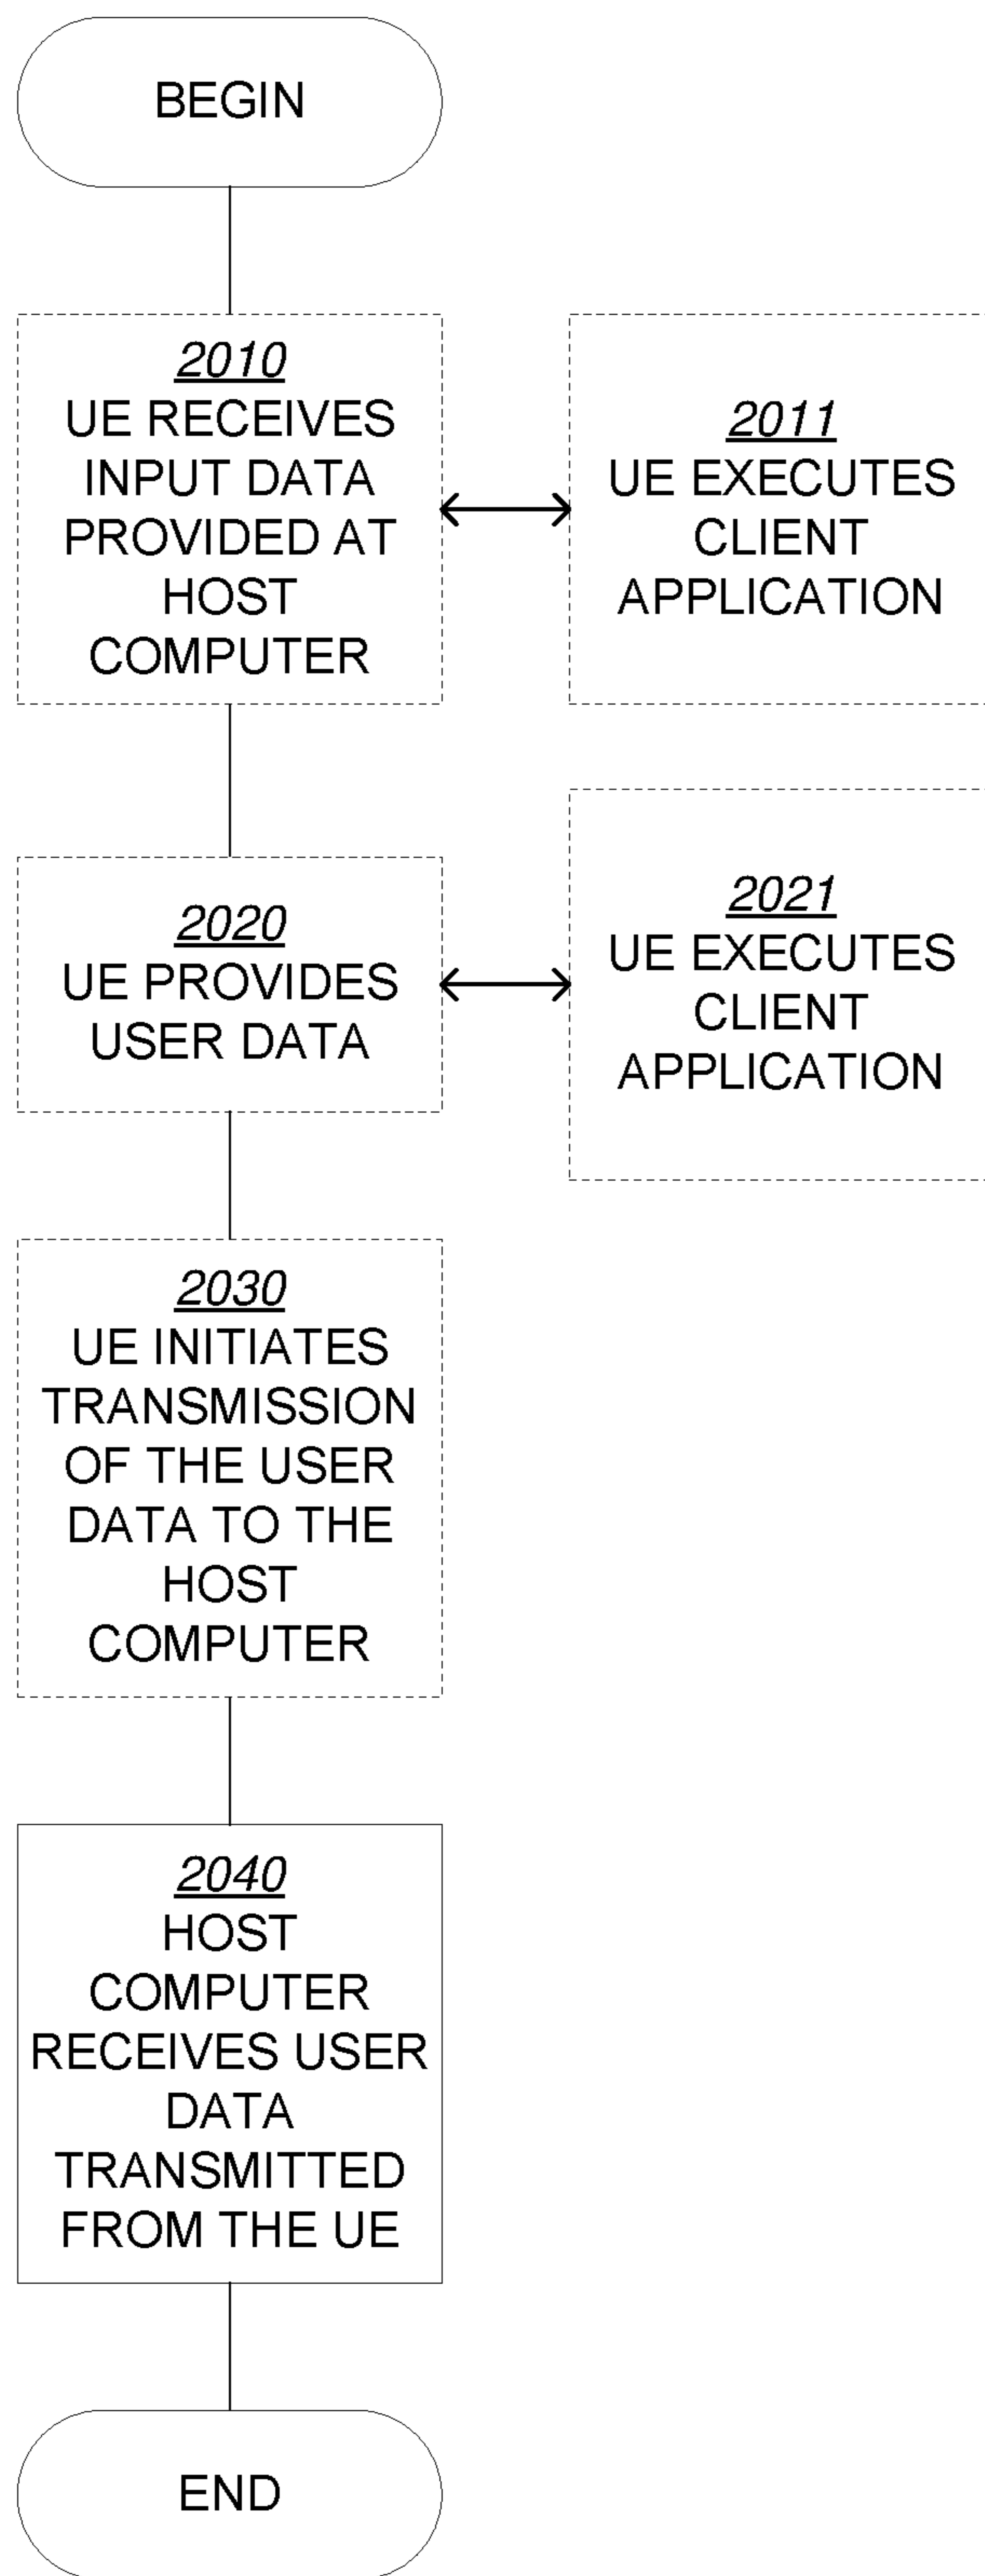 BEGIN
2010
UE RECEIVES
INPUT DATA
PROVIDED AT
HOST
COMPUTER
2011
UE EXECUTES
CLIENT
APPLICATION
2020
UE PROVIDES
USER DATA
2021
UE EXECUTES
CLIENT
APPLICATION
2030
UE INITIATES
TRANSMISSION
OF THE USER
DATA TO THE
HOST
COMPUTER
2040
HOST
COMPUTER
RECEIVES USER
DATA
TRANSMITTED
FROM THE UE
END